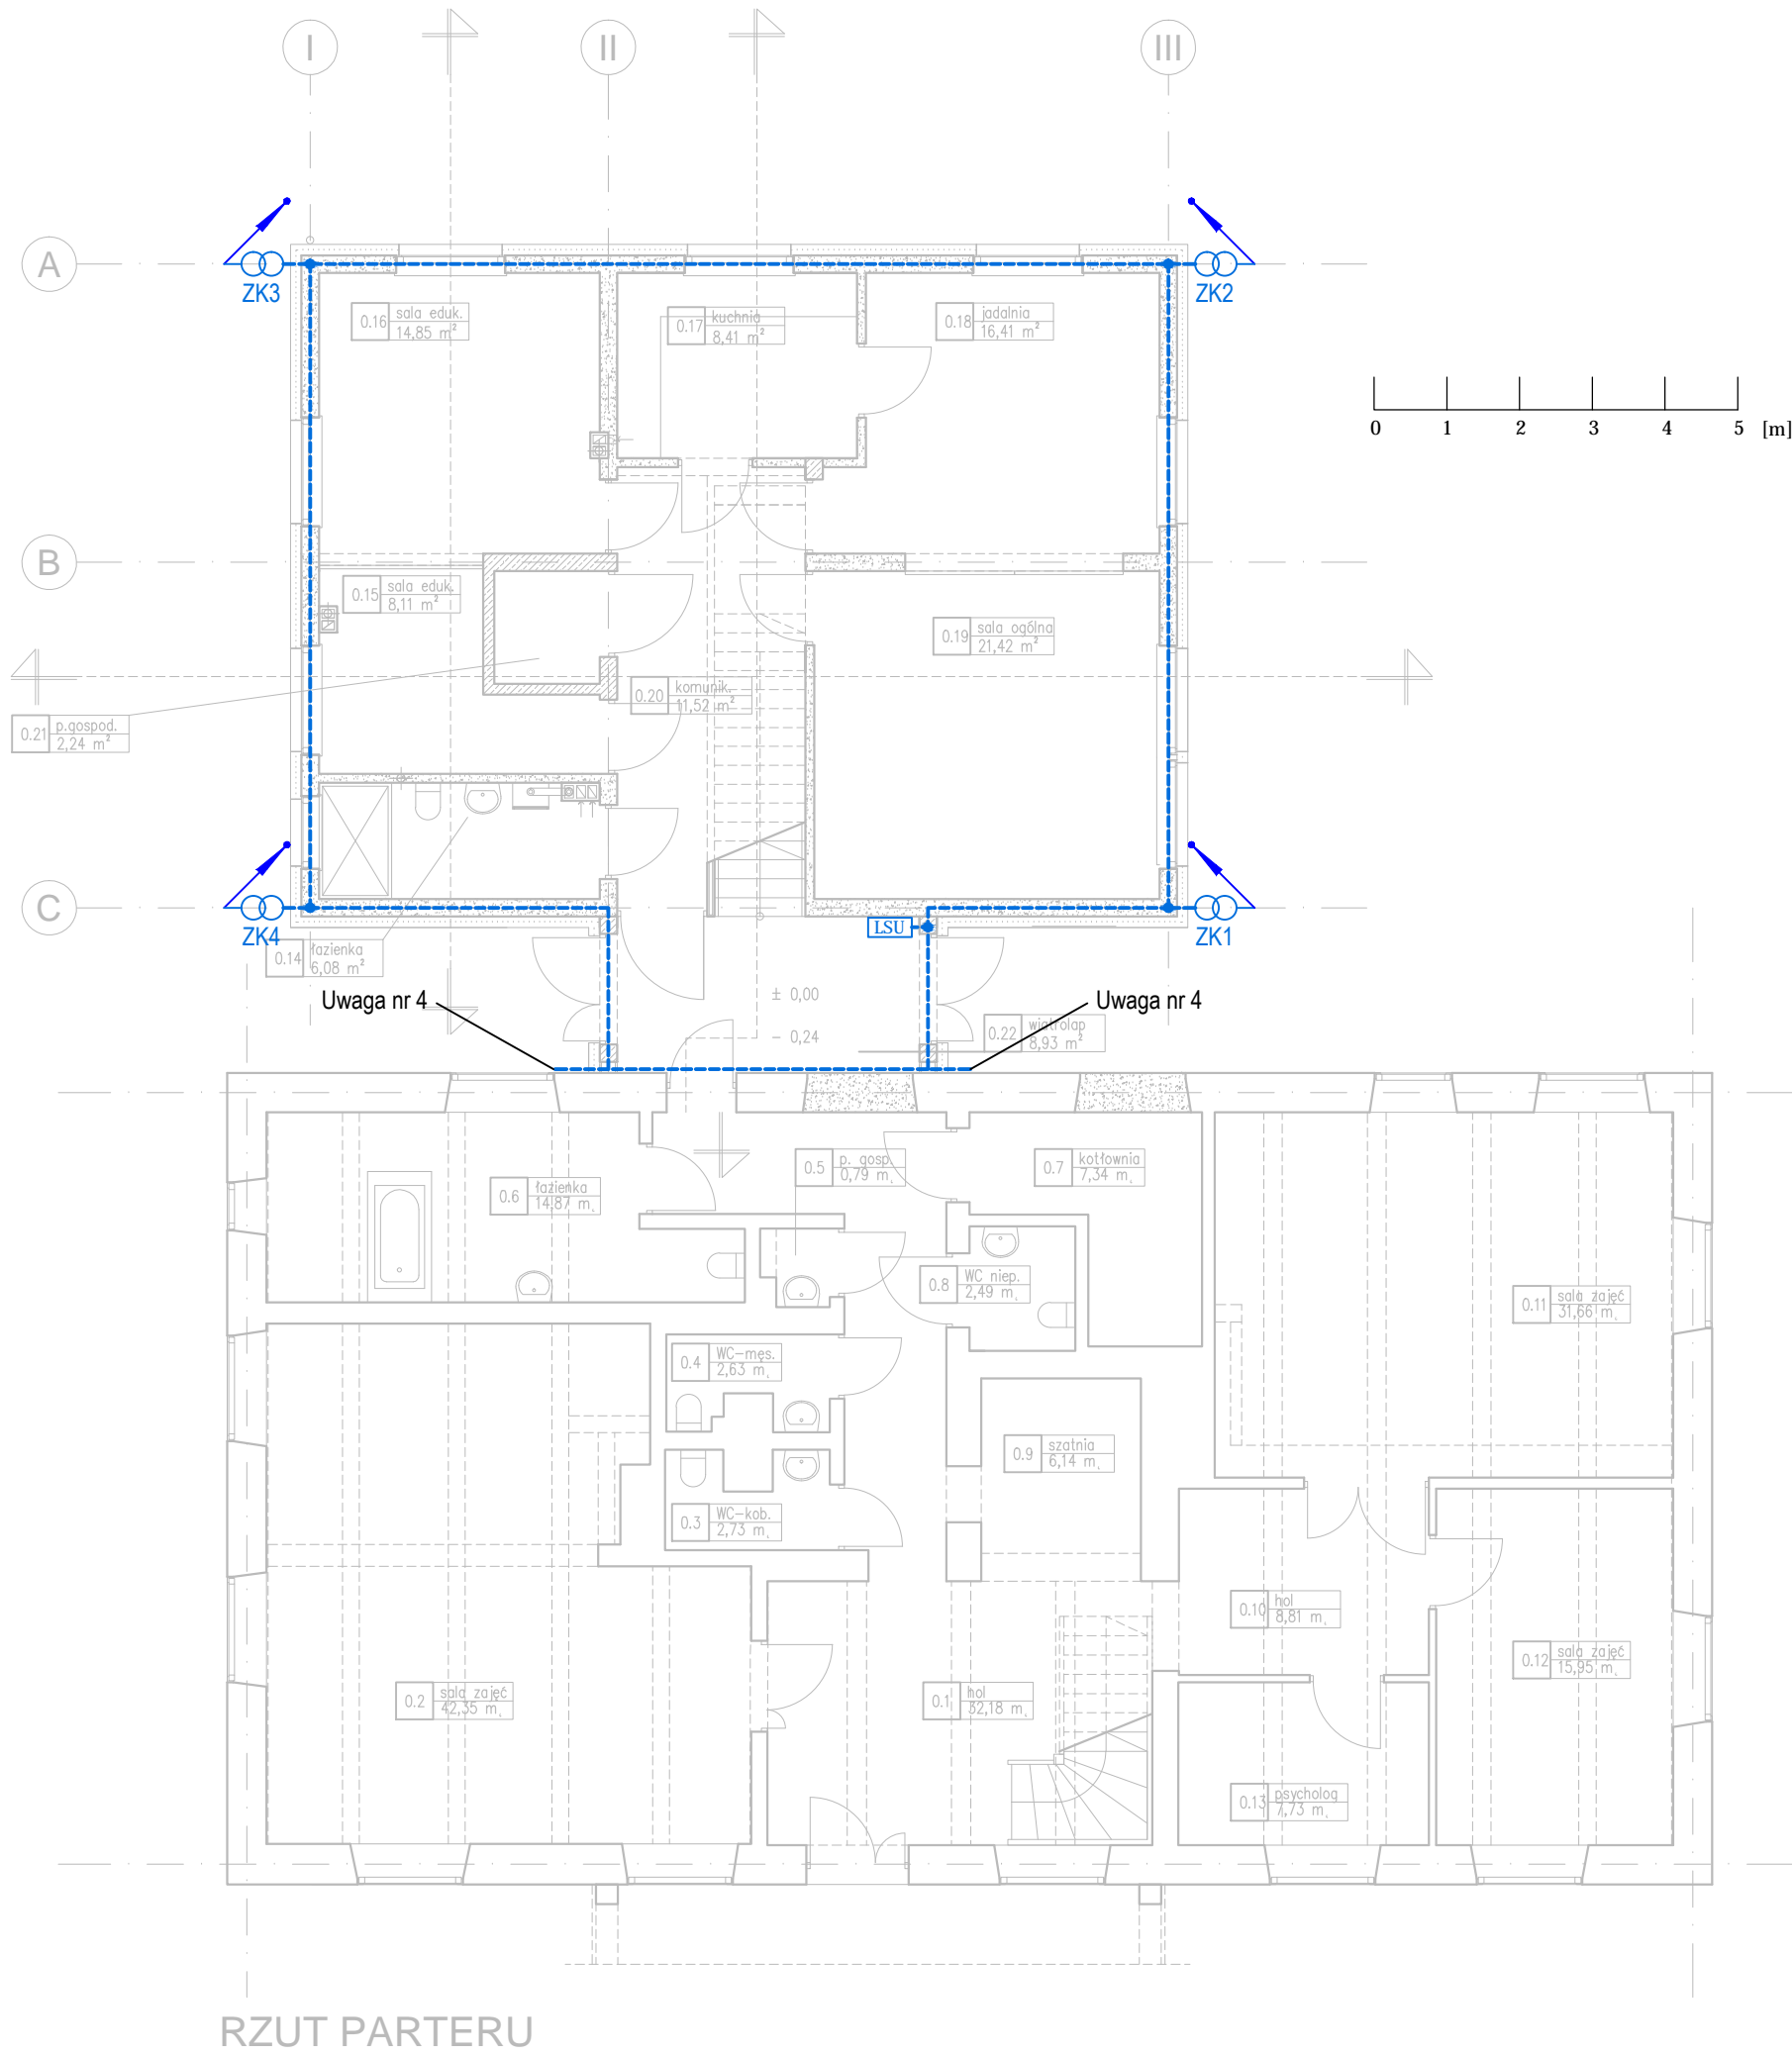 I
II
III
A
ZK3
ZK2
0.16
sala eduk.
14,85 m²
0.17
kuchnia
8,41 m²
0.18
jadalnia
16,41 m²
0
1
2
3
4
5
[m]
B
0.15
sala eduk.
8,11 m²
0.19
sala ogólna
21,42 m²
0.20
komunik.
11,52 m²
0.21
p.gospod.
2,24 m²
C
ZK4
LSU
ZK1
0.14
łazienka
6,08 m²
Uwaga nr 4
± 0,00
Uwaga nr 4
- 0,24
0.22
wiatrołap
8,93 m²
0.5
p. gosp.
0,79 m
0.7
kotłownia
7,34 m
0.6
łazienka
14,87 m
0.8
WC niep.
2,49 m
0.11
sala zajęć
31,66 m
0.4
WC-męs.
2,63 m
0.9
szatnia
6,14 m
0.3
WC-kob.
2,73 m
0.10
hol
8,81 m
0.12
sala zajęć
15,95 m
0.2
sala zajęć
42,35 m
0.1
hol
32,18 m
0.13
psycholog
7,73 m
RZUT PARTERU